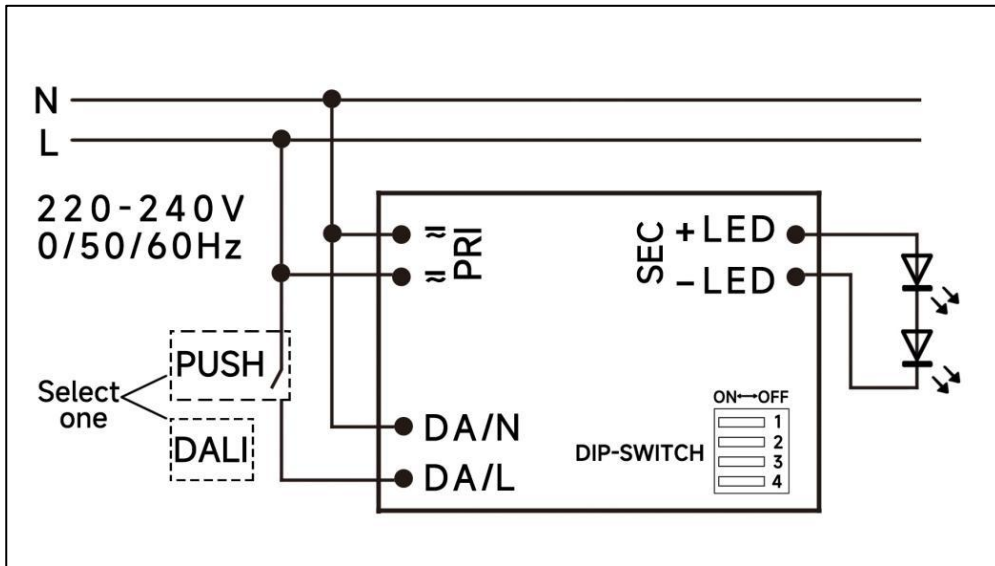 N
L
220-240V
0/50/60Hz
≂ PRI
≂
SEC
+LED
-LED
PUSH
Select
one
DALI
DA/N
DA/L
DIP-SWITCH
ON↔OFF
1
2
3
4